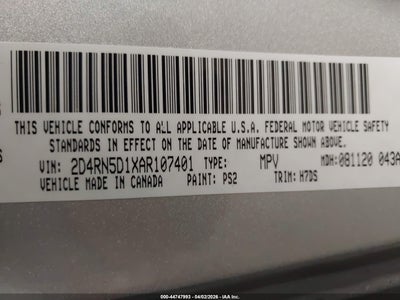 THIS VEHICLE CONFORMS TO ALL APPLICABLE U.S.A. FEDERAL MOTOR VEHICLE SAFETY
STANDARDS IN EFFECT ON THE DATE OF MANUFACTURE SHOWN ABOVE.
VIN: 2D4RN5D1XAR107401 TYPE: MPV MDH: 081120 043A
VEHICLE MADE IN CANADA PAINT: PS2 TRIM: H7DS
000-44747993 - 04/02/2026 - IAA Inc.